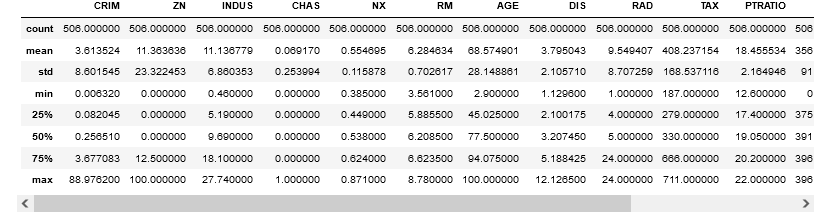 CRIM ZN INDUS CHAS NX RM AGE DIS RAD TAX PTRATIO
count 506.000000 506.000000 506.000000 506.000000 506.000000 506.000000 506.000000 506.000000 506.000000 506.000000 506.000000 506
mean 3.613524 11.363636 11.136779 0.069170 0.554695 6.284634 68.574901 3.795043 9.549407 408.237154 18.455534 356
std 8.601545 23.322453 6.860353 0.253994 0.115878 0.702617 28.148861 2.105710 8.707259 168.537116 2.164946 91
min 0.006320 0.000000 0.460000 0.000000 0.385000 3.561000 2.900000 1.129600 1.000000 187.000000 12.600000 0
25% 0.082045 0.000000 5.190000 0.000000 0.449000 5.885500 45.025000 2.100175 4.000000 279.000000 17.400000 375
50% 0.256510 0.000000 9.690000 0.000000 0.538000 6.208500 77.500000 3.207450 5.000000 330.000000 19.050000 391
75% 3.677083 12.500000 18.100000 0.000000 0.624000 6.623500 94.075000 5.188425 24.000000 666.000000 20.200000 396
max 88.976200 100.000000 27.740000 1.000000 0.871000 8.780000 100.000000 12.126500 24.000000 711.000000 22.000000 396